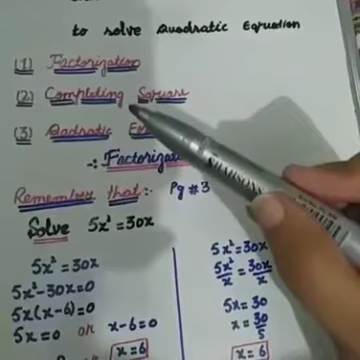 to solve Quadratic Equation
(1) Factorization
(2) Completing Square
(3) Qadratic
:- Factorizat
Remember that:- Pg # 3
Solve 5x² = 30x
5x² = 30x
5x² - 30x = 0
5x(x - 6) = 0
5x = 0 or x - 6 = 0
x = 6
5x² = 30x
5x²/x = 30x/x
5x = 30
x = 30/5
x = 6